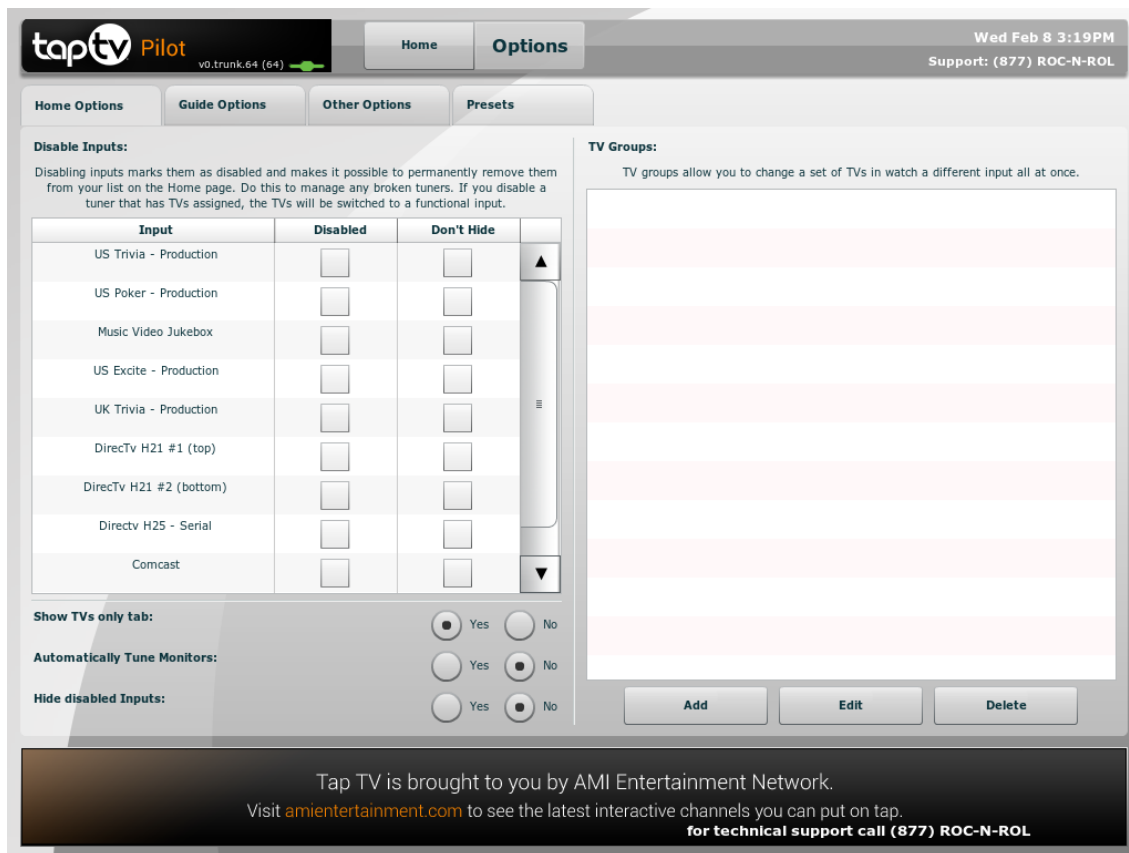 taptv Pilot
v0.trunk.64 (64)
Home
Options
Wed Feb 8 3:19PM
Support: (877) ROC-N-ROL
Home Options
Guide Options
Other Options
Presets
Disable Inputs:
Disabling inputs marks them as disabled and makes it possible to permanently remove them
from your list on the Home page. Do this to manage any broken tuners. If you disable a
tuner that has TVs assigned, the TVs will be switched to a functional input.
Input Disabled Don't Hide
US Trivia - Production
US Poker - Production
Music Video Jukebox
US Excite - Production
UK Trivia - Production
DirecTv H21 #1 (top)
DirecTv H21 #2 (bottom)
Directv H25 - Serial
Comcast
Show TVs only tab: Yes No
Automatically Tune Monitors: Yes No
Hide disabled Inputs: Yes No
TV Groups:
TV groups allow you to change a set of TVs in watch a different input all at once.
Add
Edit
Delete
Tap TV is brought to you by AMI Entertainment Network.
Visit amientertainment.com to see the latest interactive channels you can put on tap.
for technical support call (877) ROC-N-ROL